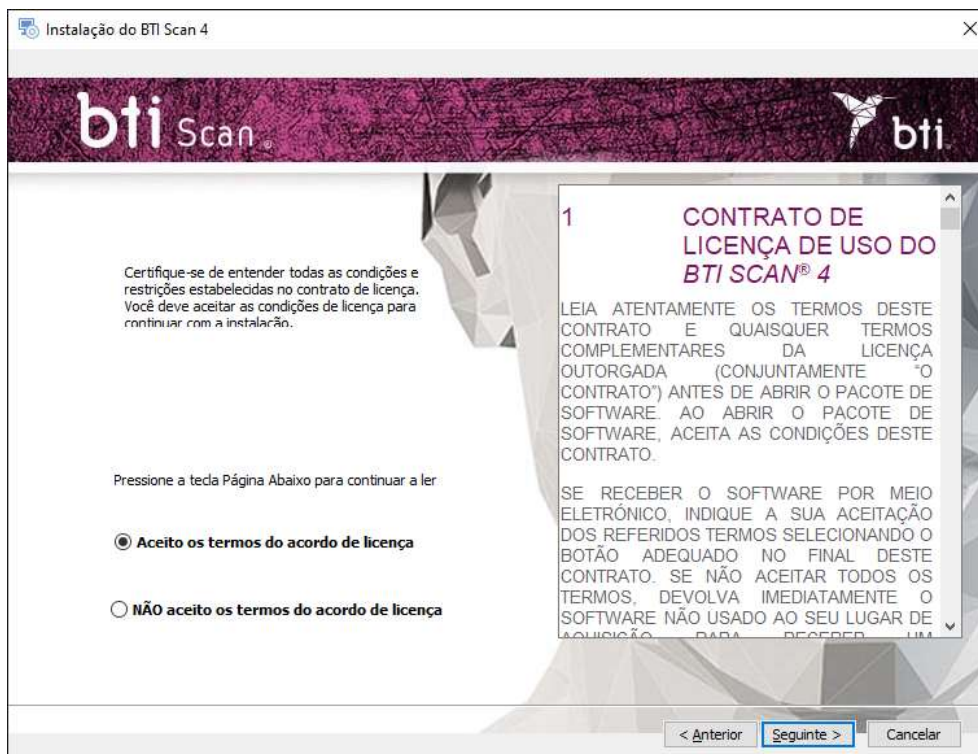 Instalação do BTI Scan 4
bti Scan ®
bti
Certifique-se de entender todas as condições e
restrições estabelecidas no contrato de licença.
Você deve aceitar as condições de licença para
continuar com a instalação.
Pressione a tecla Página Abaixo para continuar a ler
Aceito os termos do acordo de licença
NÃO aceito os termos do acordo de licença
1 CONTRATO DE
LICENÇA DE USO DO
BTI SCAN® 4
LEIA ATENTAMENTE OS TERMOS DESTE
CONTRATO E QUAISQUER TERMOS
COMPLEMENTARES DA LICENÇA
OUTORGADA (CONJUNTAMENTE “O
CONTRATO”) ANTES DE ABRIR O PACOTE DE
SOFTWARE. AO ABRIR O PACOTE DE
SOFTWARE, ACEITA AS CONDIÇÕES DESTE
CONTRATO.
SE RECEBER O SOFTWARE POR MEIO
ELETRÓNICO, INDIQUE A SUA ACEITAÇÃO
DOS REFERIDOS TERMOS SELECIONANDO O
BOTÃO ADEQUADO NO FINAL DESTE
CONTRATO. SE NÃO ACEITAR TODOS OS
TERMOS, DEVOLVA IMEDIATAMENTE O
SOFTWARE NÃO USADO AO SEU LUGAR DE
AQUISIÇÃO PARA RECEBER UM
< Anterior
Seguinte >
Cancelar